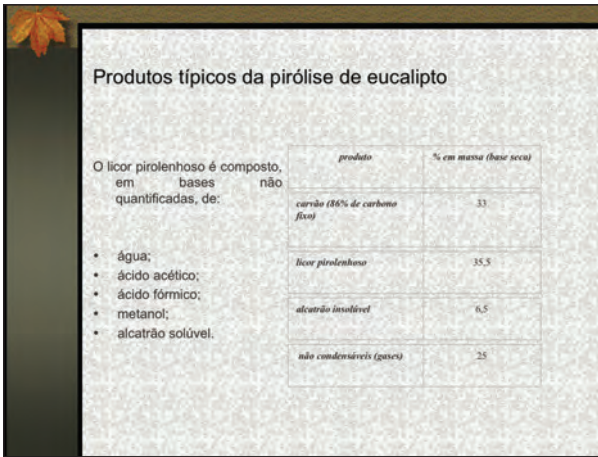 Produtos típicos da pirólise de eucalipto
O licor pirolenhoso é composto,
em bases não
quantificadas, de:
• água;
• ácido acético;
• ácido fórmico;
• metanol;
• alcatrão solúvel.
produto % em massa (base seca)
carvão (86% de carbono
fixo) 33
licor pirolenhoso 35,5
alcatrão insolúvel 6,5
não condensáveis (gases) 25